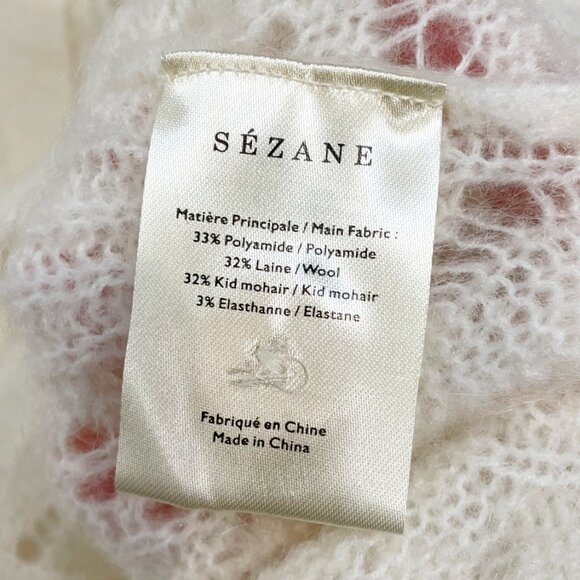 SÉZANE
Matière Principale / Main Fabric :
33% Polyamide / Polyamide
32% Laine / Wool
32% Kid mohair / Kid mohair
3% Elasthanne / Elastane
Fabriqué en Chine
Made in China